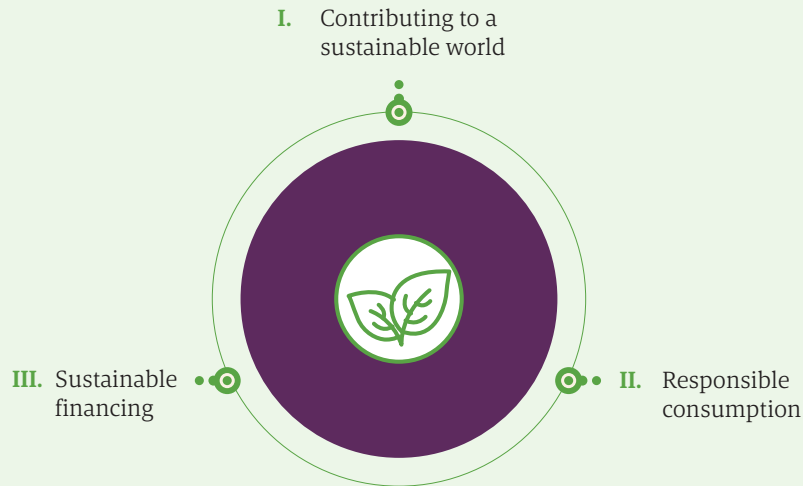 I. Contributing to a
sustainable world
II. Responsible
consumption
III. Sustainable
financing